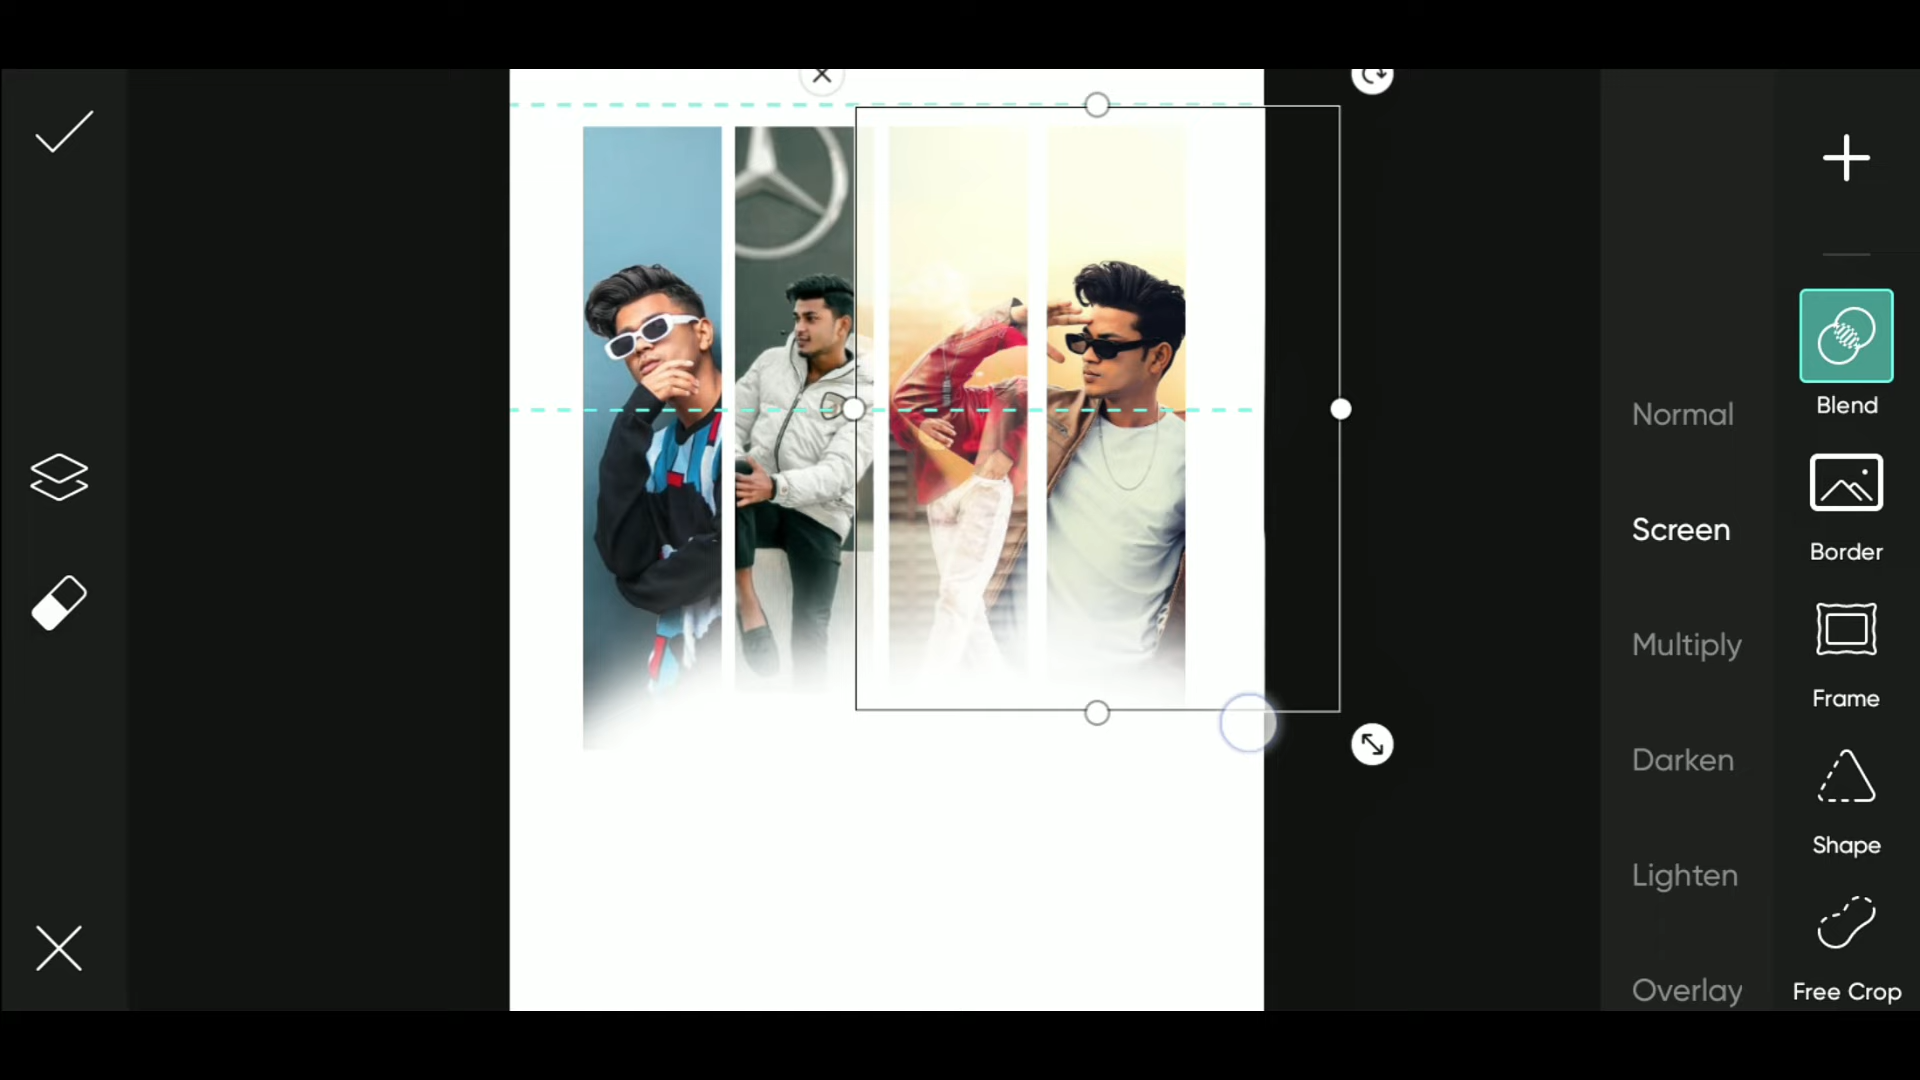 Normal
Screen
Multiply
Darken
Lighten
Overlay
Blend
Border
Frame
Shape
Free Crop